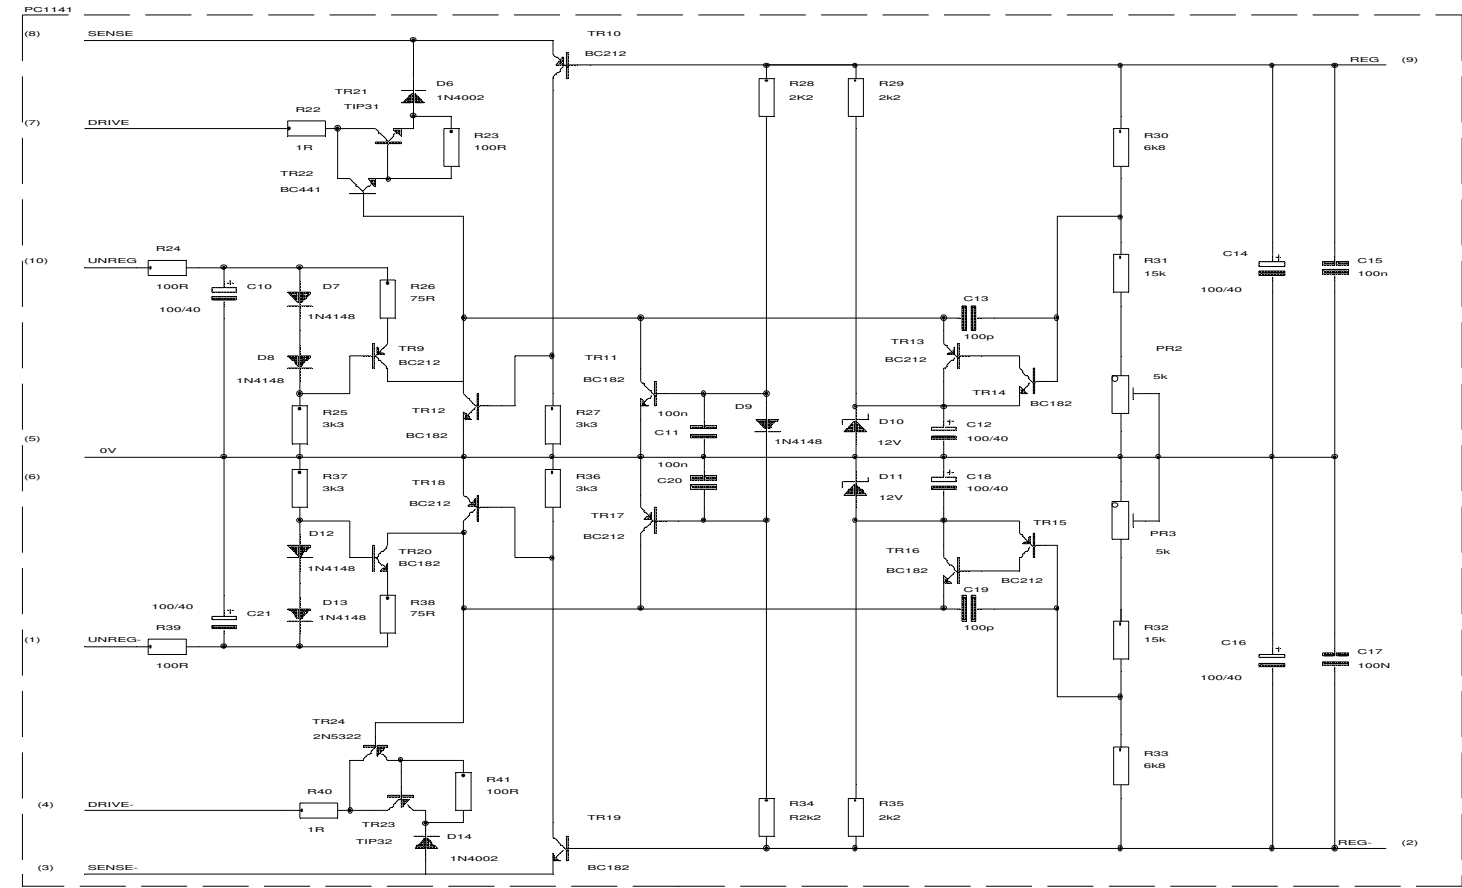 PC1141
(8) SENSE
TR10
BC212
REG (9)
D6
1N4002
TR21
TIP31
R28
2K2
R29
2k2
R22
1R
(7) DRIVE
R23
100R
R30
6k8
TR22
BC441
(10) UNREG
R24
100R
C10
100/40
D7
1N4148
R26
75R
R31
15k
C14
100/40
C15
100n
C13
100p
D8
1N4148
TR9
BC212
TR11
BC182
TR13
BC212
PR2
5k
R25
3k3
TR12
BC182
R27
3k3
100n
C11
D9
1N4148
D10
12V
TR14
BC182
C12
100/40
(5)
0V
(6)
R37
3k3
TR18
BC212
R36
3k3
100n
C20
D11
12V
C18
100/40
TR17
BC212
TR15
BC212
PR3
5k
D12
1N4148
TR20
BC182
TR16
BC182
C19
100p
100/40
C21
D13
1N4148
R38
75R
R32
15k
(1) UNREG-
R39
100R
C16
100/40
C17
100N
TR24
2N5322
R33
6k8
R41
100R
(4) DRIVE-
R40
1R
TR23
TIP32
R34
R2k2
R35
2k2
D14
1N4002
TR19
BC182
REG- (2)
(3) SENSE-